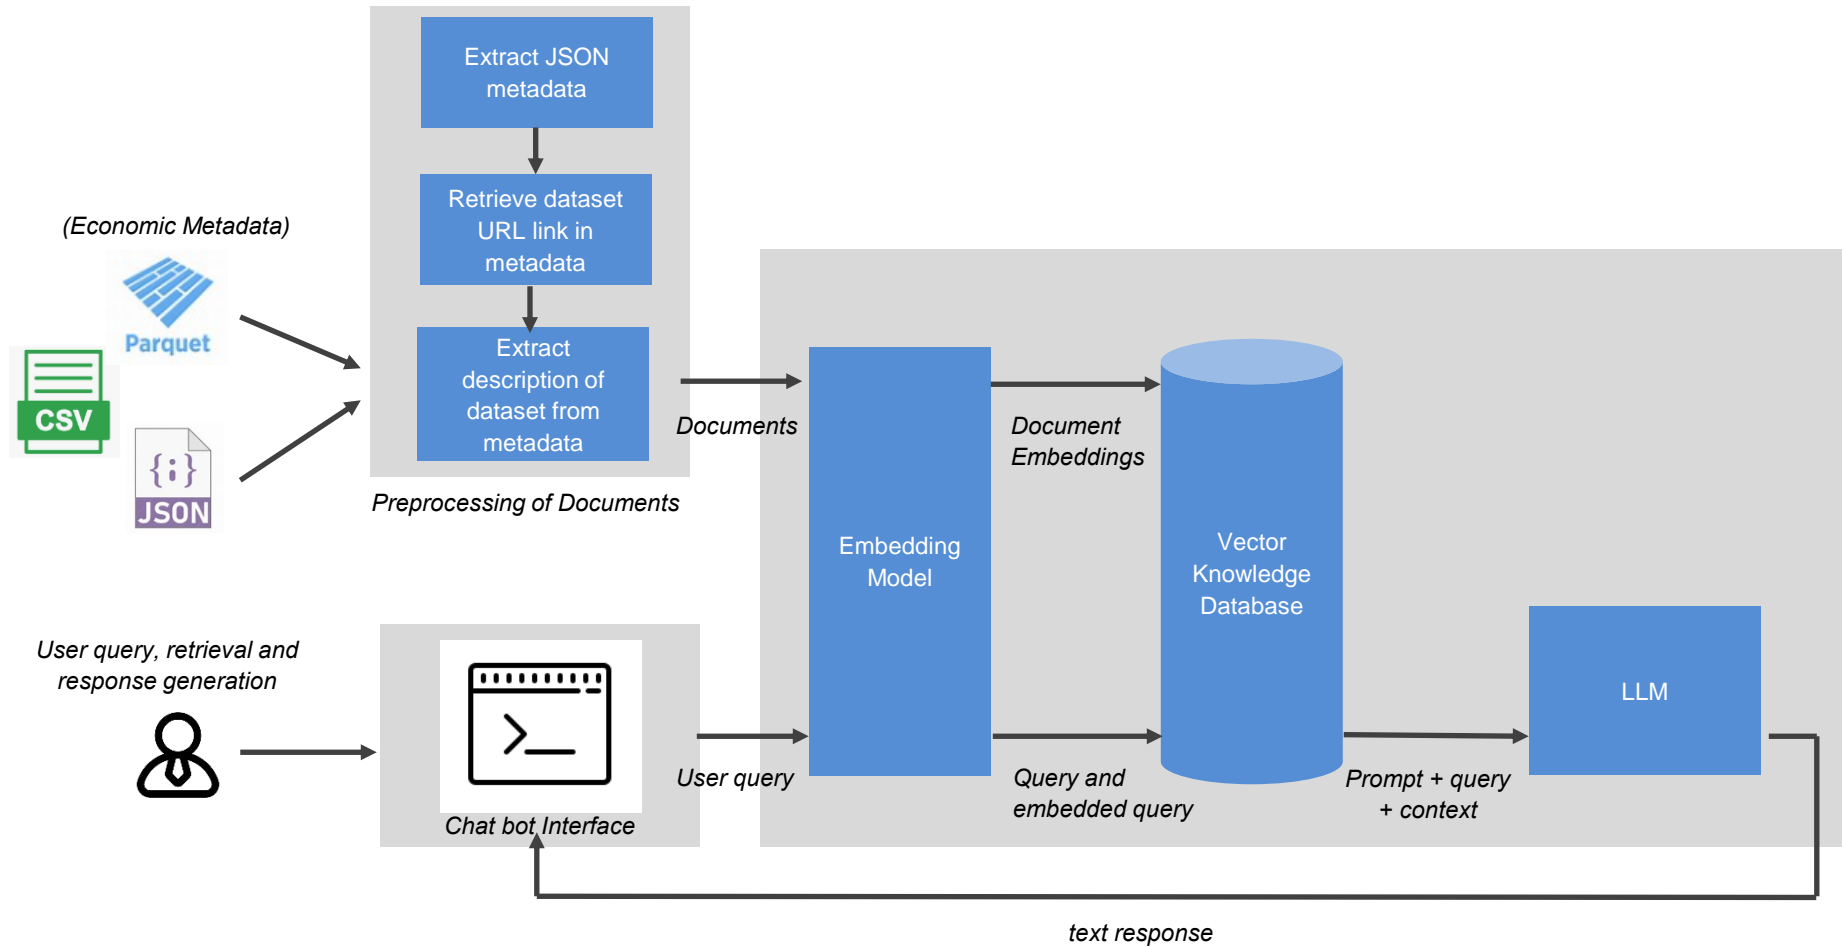 Extract JSON
metadata
Retrieve dataset
URL link in
metadata
Extract
description of
dataset from
metadata
Preprocessing of Documents
(Economic Metadata)
Parquet
CSV
{;}
JSON
Documents
Embedding
Model
Document
Embeddings
Vector
Knowledge
Database
User query, retrieval and
response generation
>_
Chat bot Interface
User query
Query and
embedded query
Prompt + query
+ context
LLM
text response